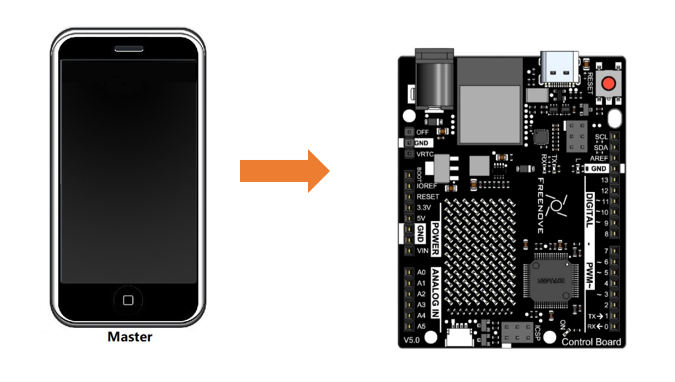 Master
RESET
OFF
GND
VRTC
BOOT
IOREF
RESET
3.3V
5V
GND
VIN
POWER
A0
A1
A2
A3
A4
A5
ANALOG IN
V5.0
FREENOVE
TX
RX
L
SCL
SDA
AREF
GND
13
12
~11
~10
~9
8
DIGITAL
7
~6
~5
4
~3
2
TX→1
RX←0
PWM~
ICSP
ON
Control Board